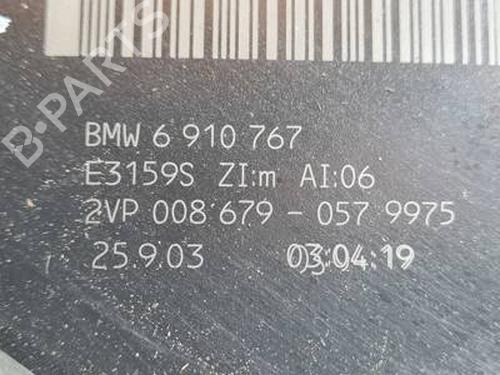 B-PARTS
BMW 6 910 767
E3159S ZI:m AI:06
2VP 008 679 - 057 9975
25.9.03 03:04:19